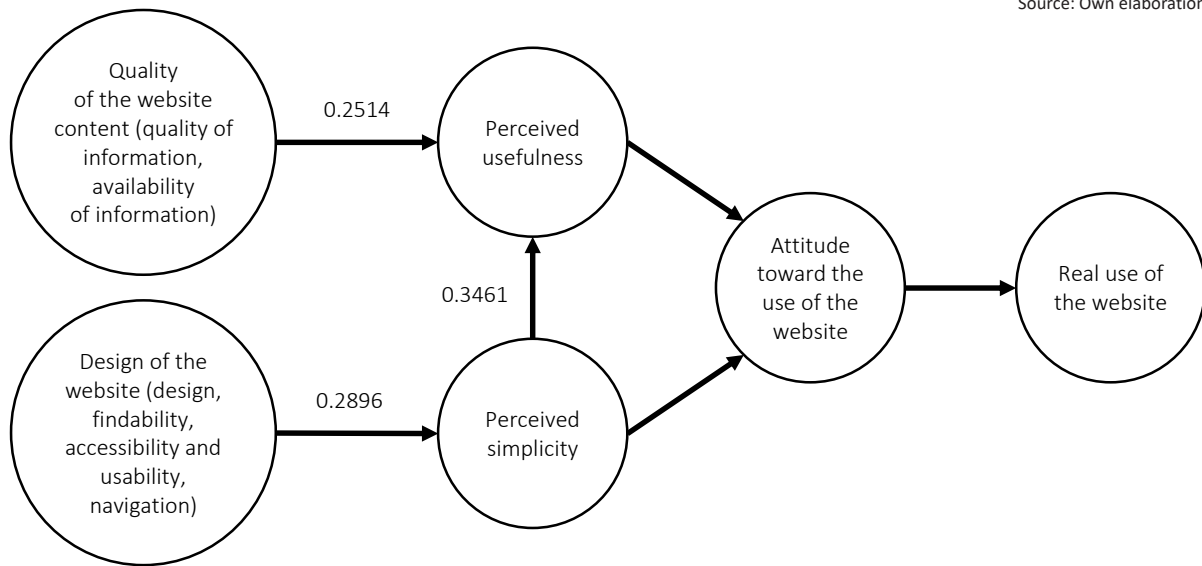 Source: Own elaboration
Quality
of the website
content (quality of
information,
availability
of information)
0.2514
Perceived
usefulness
0.3461
Attitude
toward the
use of the
website
Real use of
the website
Design of the
website (design,
findability,
accessibility and
usability,
navigation)
0.2896
Perceived
simplicity